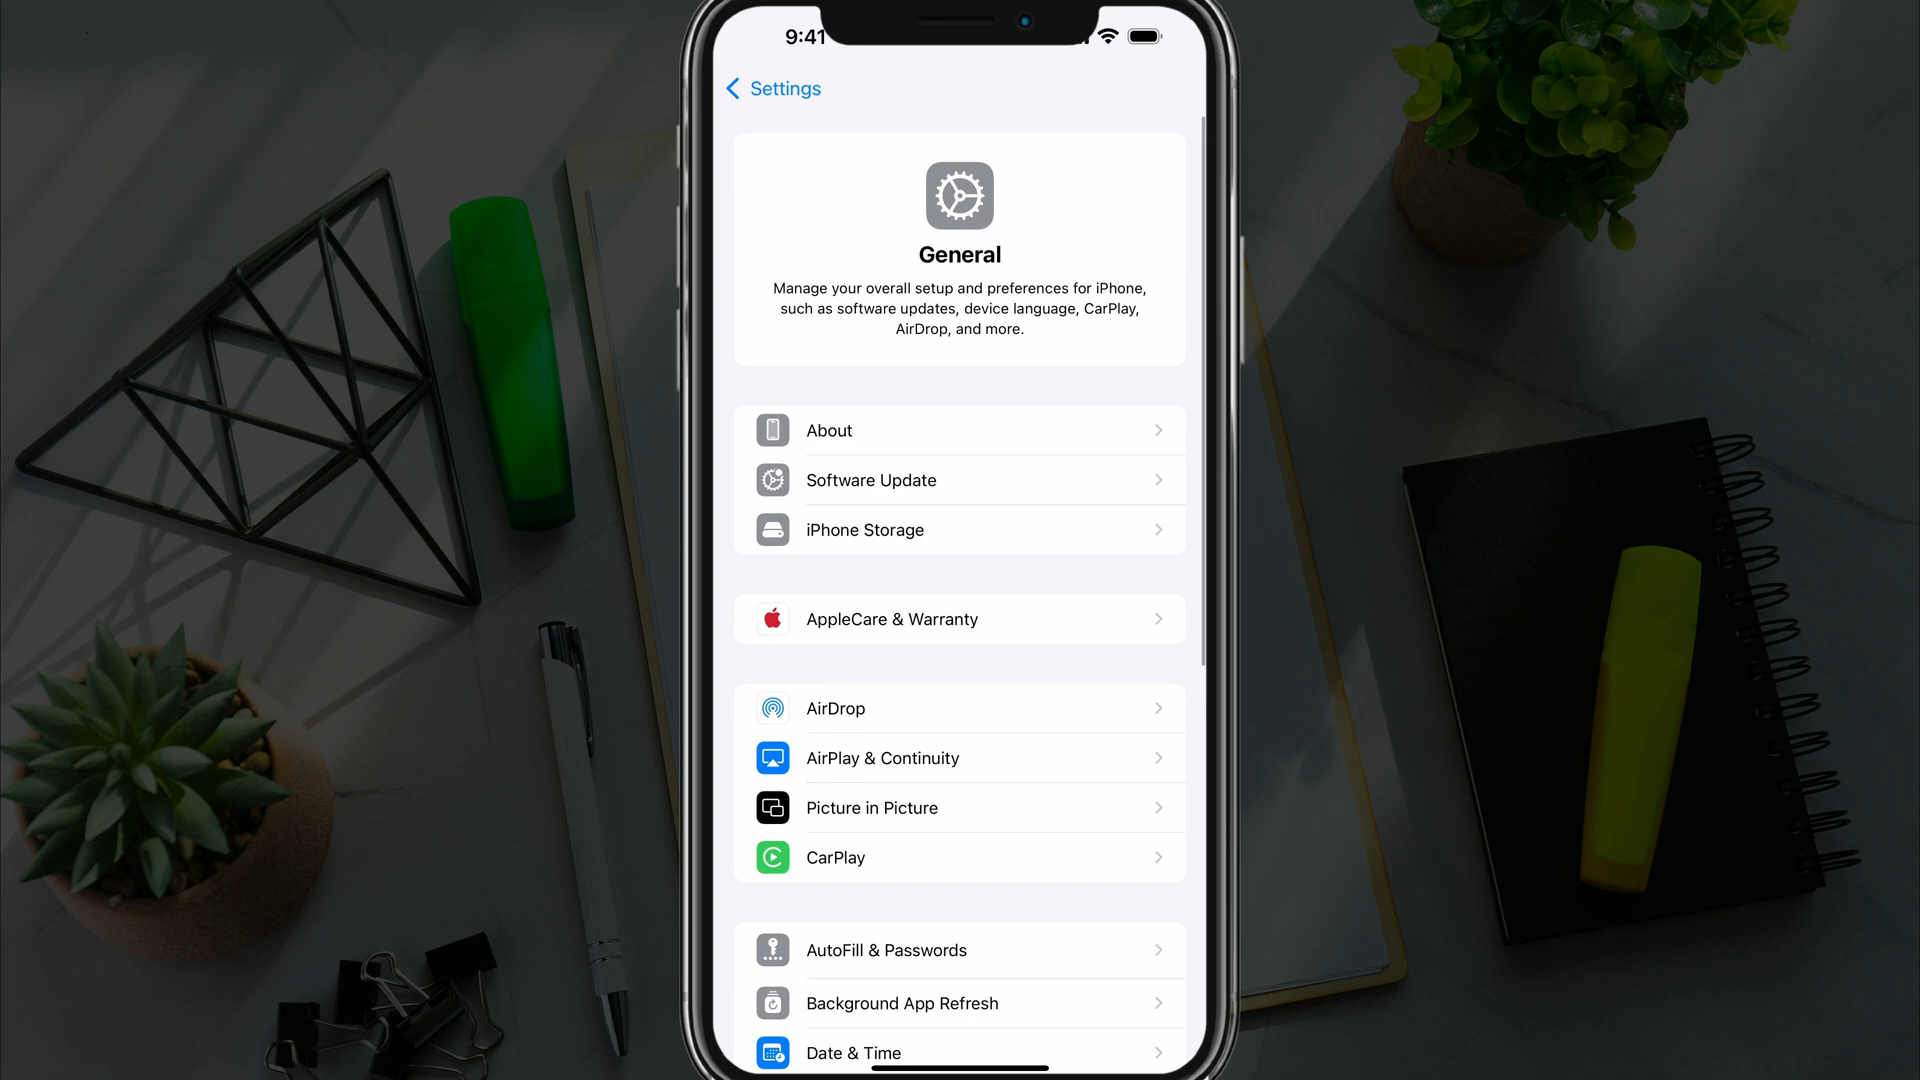 9:41
Settings
General
Manage your overall setup and preferences for iPhone,
such as software updates, device language, CarPlay,
AirDrop, and more.
About
Software Update
iPhone Storage
AppleCare & Warranty
AirDrop
AirPlay & Continuity
Picture in Picture
CarPlay
AutoFill & Passwords
Background App Refresh
Date & Time